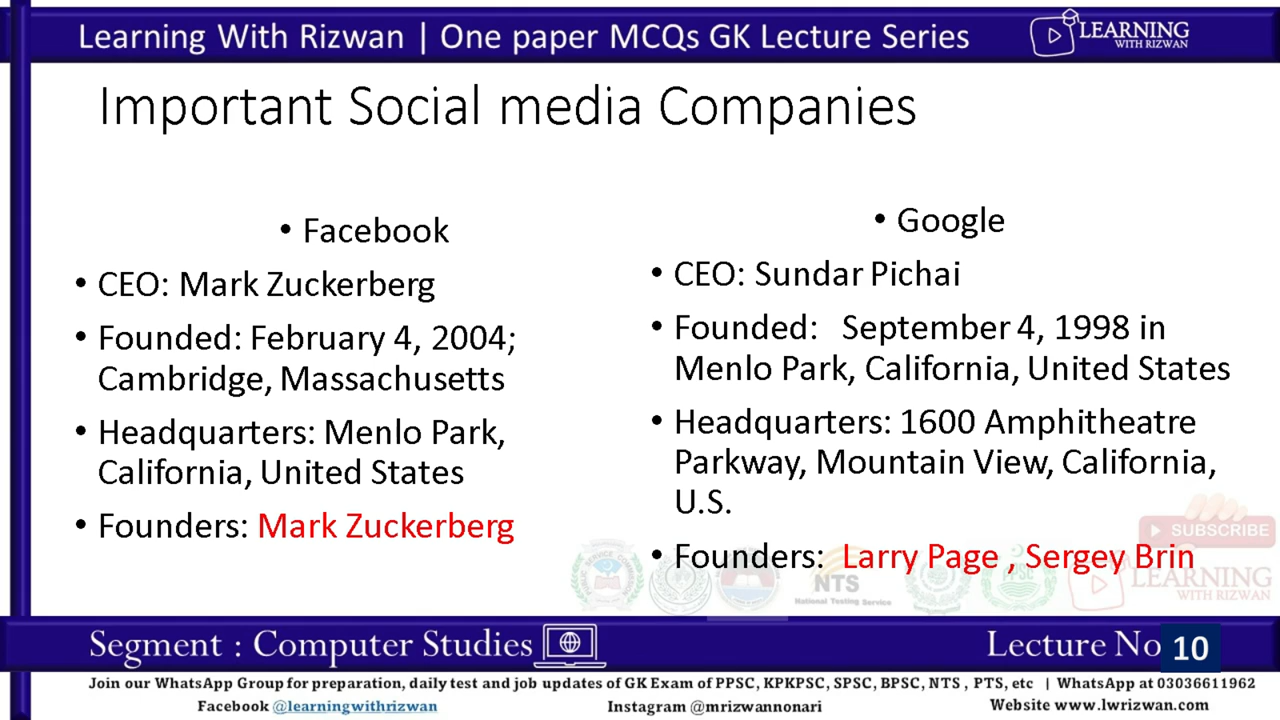 Learning With Rizwan | One paper MCQs GK Lecture Series
LEARNING
WITH RIZWAN
Important Social media Companies
• Facebook
• CEO: Mark Zuckerberg
• Founded: February 4, 2004;
Cambridge, Massachusetts
• Headquarters: Menlo Park,
California, United States
• Founders: Mark Zuckerberg
• Google
• CEO: Sundar Pichai
• Founded: September 4, 1998 in
Menlo Park, California, United States
• Headquarters: 1600 Amphitheatre
Parkway, Mountain View, California,
U.S.
• Founders: Larry Page , Sergey Brin
SUBSCRIBE
NTS
National Testing Service
PPSC
LEARNING
WITH RIZWAN
Segment : Computer Studies
Lecture No 10
Join our WhatsApp Group for preparation, daily test and job updates of GK Exam of PPSC, KPKPSC, SPSC, BPSC, NTS , PTS, etc | WhatsApp at 03036611962
Facebook @learningwithrizwan
Instagram @mrizwannonari
Website www.lwrizwan.com